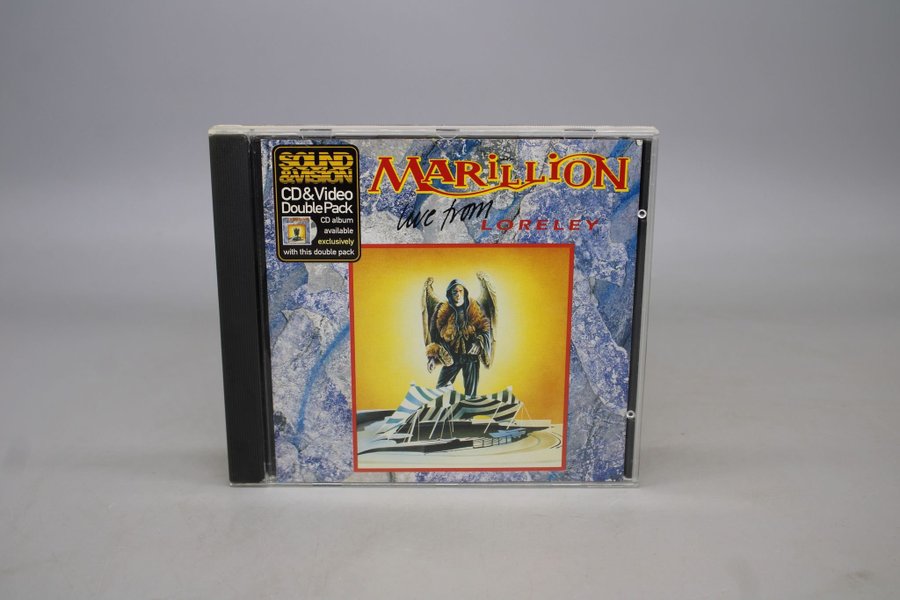 SOUND
&VISION
CD & Video
Double Pack
CD album
available
exclusively
with this double pack
MARiLLiON
live from
LORELEY